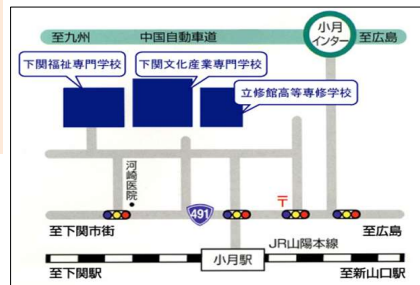 至九州
中国自動車道
小月
インター
至広島
下関福祉専門学校
下関文化産業専門学校
立修館高等専修学校
河崎医院
491
〒
至下関市街
至広島
JR山陽本線
至下関駅
小月駅
至新山口駅